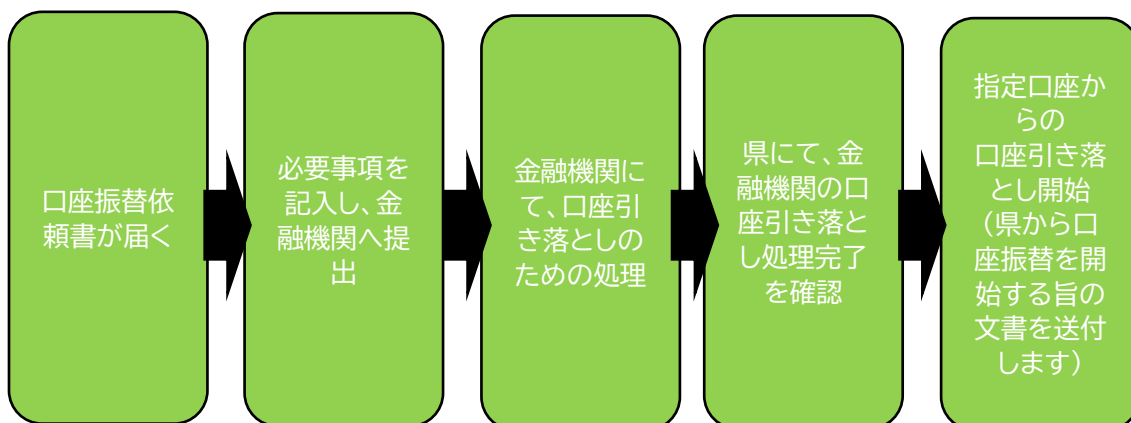 口座振替依
頼書が届く
必要事項を
記入し、金
融機関へ提
出
金融機関に
て、口座引
き落としの
ための処理
県にて、金
融機関の口
座引き落と
し処理完了
を確認
指定口座か
らの
口座引き落
とし開始
（県から口
座振替を開
始する旨の
文書を送付
します）